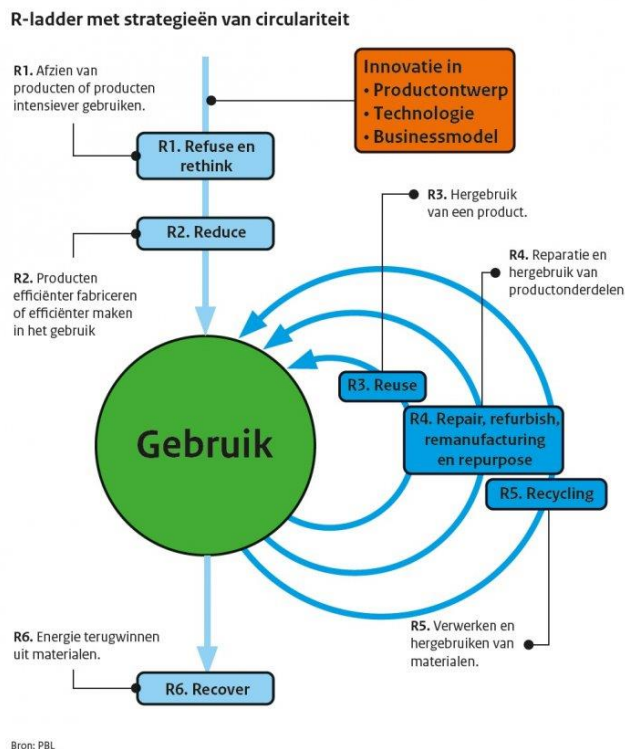 R-ladder met strategieën van circulariteit
R1. Afzien van
producten of producten
intensiever gebruiken.
Innovatie in
• Productontwerp
• Technologie
• Businessmodel
R1. Refuse en
rethink
R2. Reduce
R2. Producten
efficiënter fabriceren
of efficiënter maken
in het gebruik
R3. Hergebruik
van een product.
R4. Reparatie en
hergebruik van
productonderdelen
R3. Reuse
R4. Repair, refurbish,
remanufacturing
en repurpose
R5. Recycling
Gebruik
R5. Verwerken en
hergebruiken van
materialen.
R6. Energie terugwinnen
uit materialen.
R6. Recover
Bron: PBL